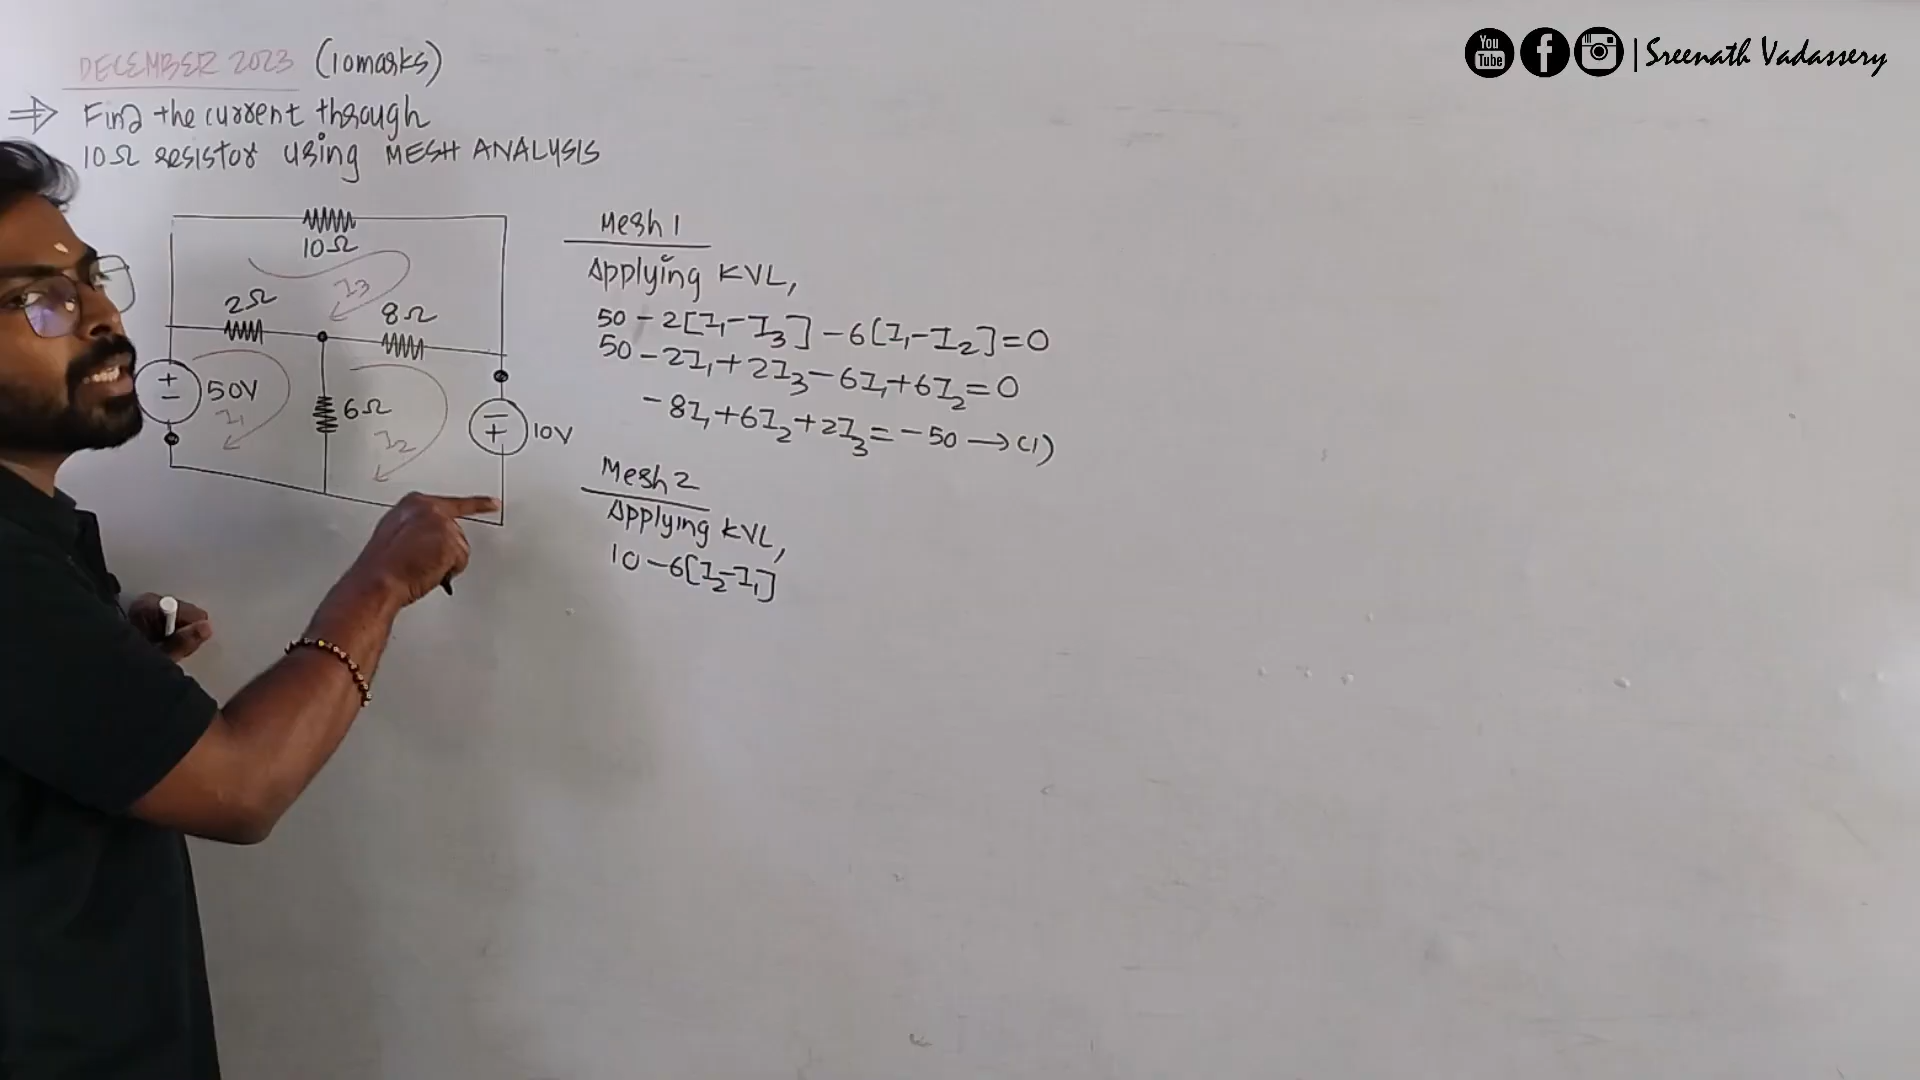 DECEMBER 2023 (10marks)
⇒ Find the current through
10Ω resistor using MESH ANALYSIS
10Ω
I₃
2Ω
8Ω
+
−
50V
I₁
6Ω
I₂
−
+
10V
Mesh 1
Applying KVL,
50 − 2[I₁−I₃] − 6[I₁−I₂] = 0
50 − 2I₁ + 2I₃ − 6I₁ + 6I₂ = 0
− 8I₁ + 6I₂ + 2I₃ = − 50 → (1)
Mesh 2
Applying KVL,
10 − 6[I₂−I₁]
You
Tube
f
| Sreenath Vadassery